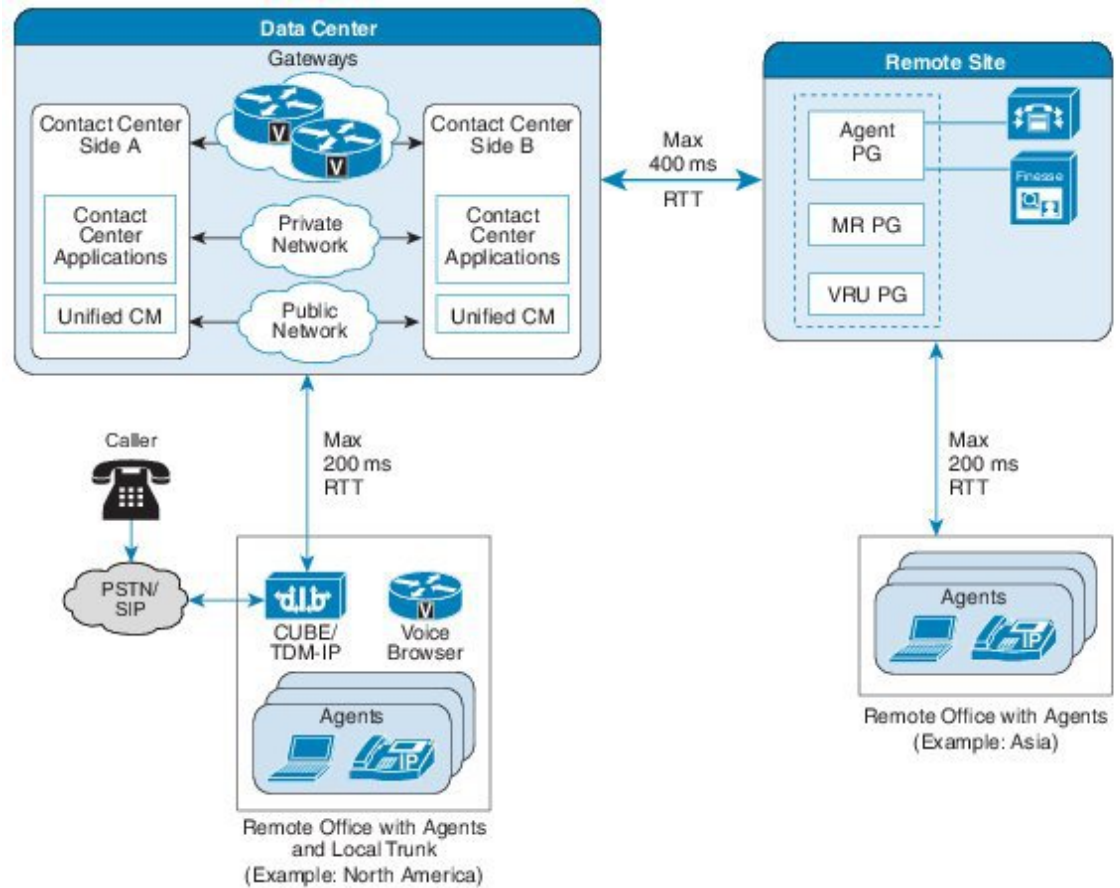 Data Center
Gateways
Contact Center
Side A
V
V
Contact Center
Side B
Contact
Center
Applications
Private
Network
Contact
Center
Applications
Unified CM
Public
Network
Unified CM
Max
400 ms
RTT
Remote Site
Agent
PG
Finesse
MR PG
VRU PG
Caller
Max
200 ms
RTT
Max
200 ms
RTT
PSTN/
SIP
CUBE/
TDM-IP
V
Voice
Browser
Agents
IP
Remote Office with Agents
and Local Trunk
(Example: North America)
Agents
IP
Remote Office with Agents
(Example: Asia)